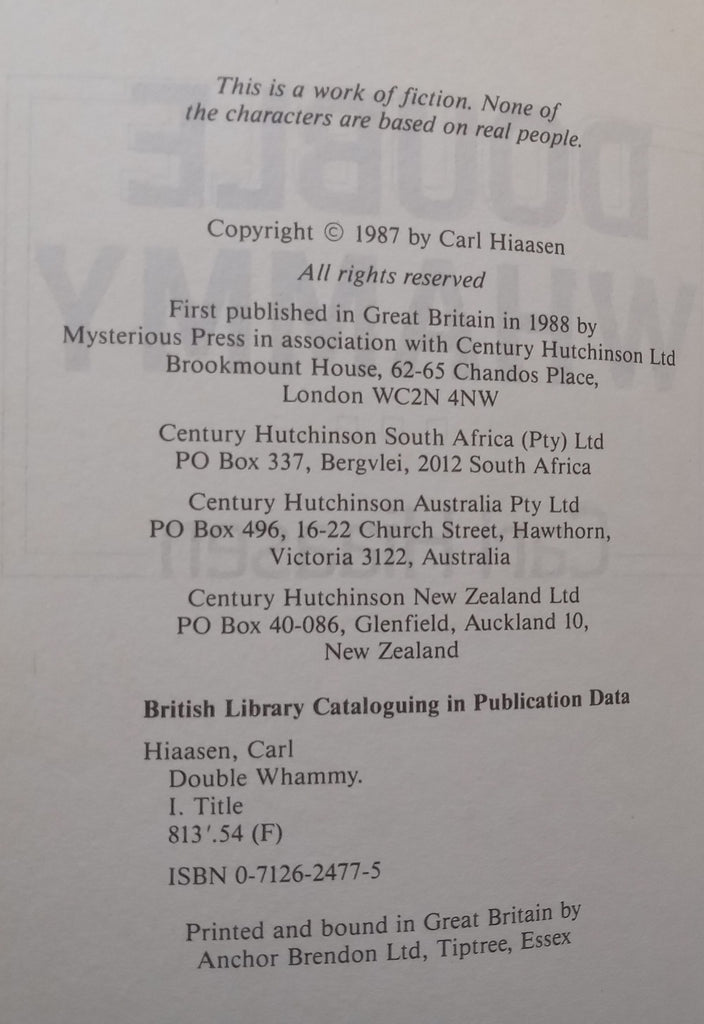 This is a work of fiction. None of
the characters are based on real people.
Copyright © 1987 by Carl Hiaasen
All rights reserved
First published in Great Britain in 1988 by
Mysterious Press in association with Century Hutchinson Ltd
Brookmount House, 62-65 Chandos Place,
London WC2N 4NW
Century Hutchinson South Africa (Pty) Ltd
PO Box 337, Bergvlei, 2012 South Africa
Century Hutchinson Australia Pty Ltd
PO Box 496, 16-22 Church Street, Hawthorn,
Victoria 3122, Australia
Century Hutchinson New Zealand Ltd
PO Box 40-086, Glenfield, Auckland 10,
New Zealand
British Library Cataloguing in Publication Data
Hiaasen, Carl
Double Whammy.
I. Title
813′.54 (F)
ISBN 0-7126-2477-5
Printed and bound in Great Britain by
Anchor Brendon Ltd, Tiptree, Essex